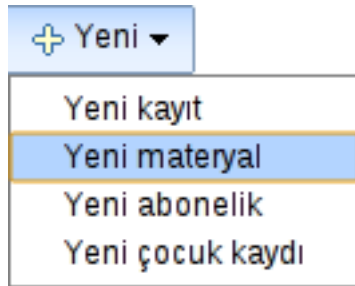 Yeni
Yeni kayıt
Yeni materyal
Yeni abonelik
Yeni çocuk kaydı